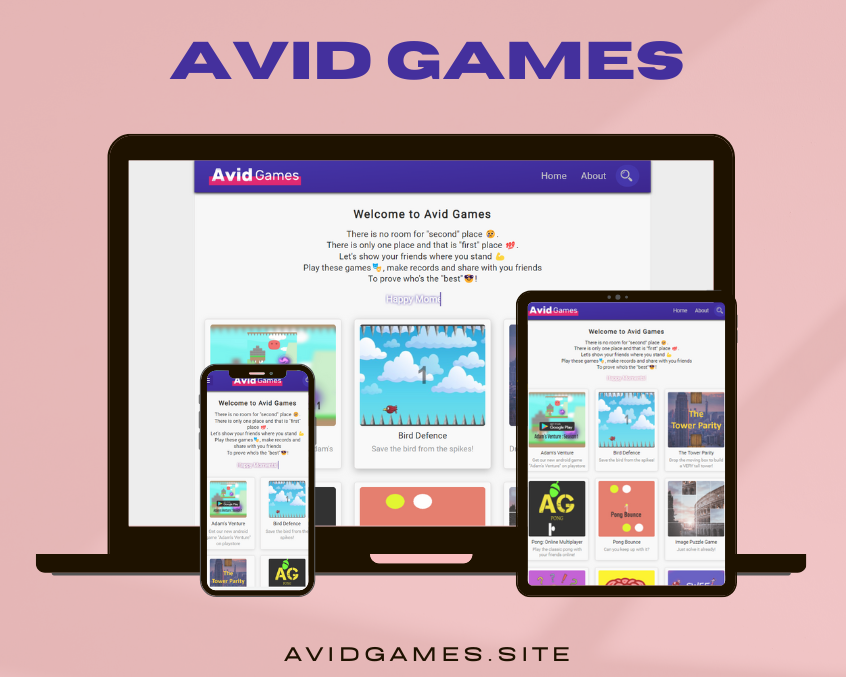 AVID GAMES
Avid Games
Home About
Welcome to Avid Games
There is no room for "second" place 🥺.
There is only one place and that is "first" place 💯.
Let's show your friends where you stand 💪
Play these games🎭, make records and share with you friends
To prove who's the "best"😎!
Happy Mom
1
Bird Defence
Save the bird from the spikes!
Avid Games
Home About
Welcome to Avid Games
There is no room for "second" place 🥺.
There is only one place and that is "first" place 💯.
Let's show your friends where you stand 💪
Play these games🎭, make records and share with you friends
To prove who's the "best"😎!
Google Play
Adam's Venture : Season 1
1
The
Tower Parity
Adam's Venture
Get our new android game
"Adam's Venture" on playstore
Bird Defence
Save the bird from the spikes!
The Tower Parity
Drop the moving box to build
a VERY tall tower!
AG
PONG
Pong Bounce
Pong: Online Multiplayer
Play the classic pong with
your friends online!
Pong Bounce
Can you keep up with it?
Image Puzzle Game
Just solve it already!
Avid Games
Welcome to Avid Games
There is no room for "second" place 🥺.
There is only one place and that is "first"
place 💯.
Let's show your friends where you stand 💪
Play these games🎭, make records and
share with you friends
To prove who's the "best"😎!
Google Play
Adam's Venture
Get our new android
game "Adam's Venture"
on playstore
Bird Defence
Save the bird from the
spikes!
The
Tower Parity
AG
PONG
AVIDGAMES.SITE